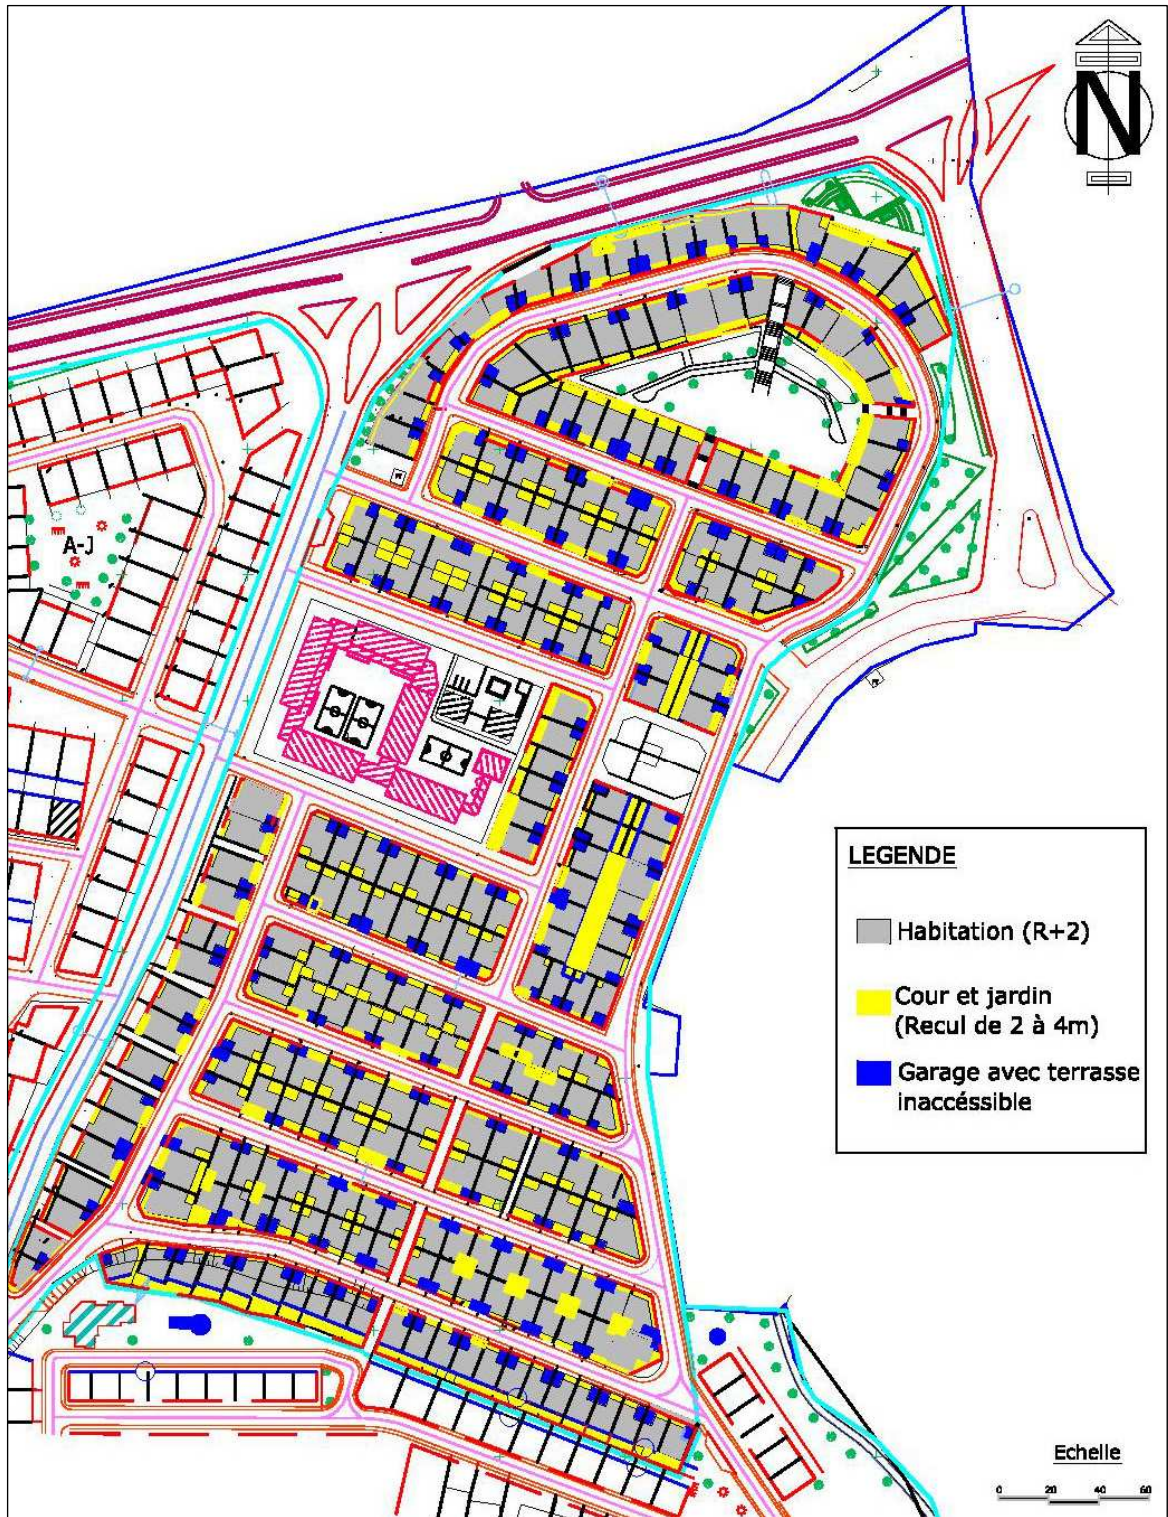 N
A-J
LEGENDE
Habitation (R+2)
Cour et jardin
(Recul de 2 à 4m)
Garage avec terrasse
inaccéssible
Echelle
0 20 40 60